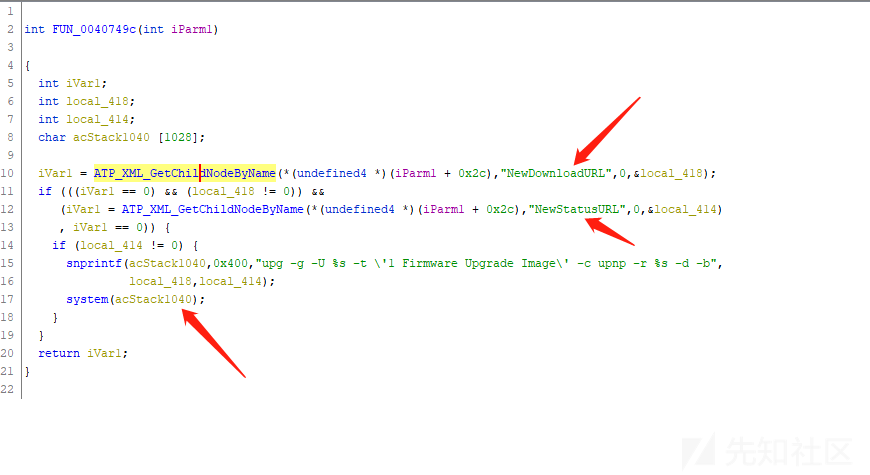 1
2 int FUN_0040749c(int iParm1)
3
4 {
5 int iVar1;
6 int local_418;
7 int local_414;
8 char acStack1040 [1028];
9
10 iVar1 = ATP_XML_GetChildNodeByName(*(undefined4 *)(iParm1 + 0x2c),"NewDownloadURL",0,&local_418);
11 if (((iVar1 == 0) && (local_418 != 0)) &&
12 (iVar1 = ATP_XML_GetChildNodeByName(*(undefined4 *)(iParm1 + 0x2c),"NewStatusURL",0,&local_414)
13 , iVar1 == 0)) {
14 if (local_414 != 0) {
15 snprintf(acStack1040,0x400,"upg -g -U %s -t \'1 Firmware Upgrade Image\' -c upnp -r %s -d -b",
16 local_418,local_414);
17 system(acStack1040);
18 }
19 }
20 return iVar1;
21 }
22
先知社区